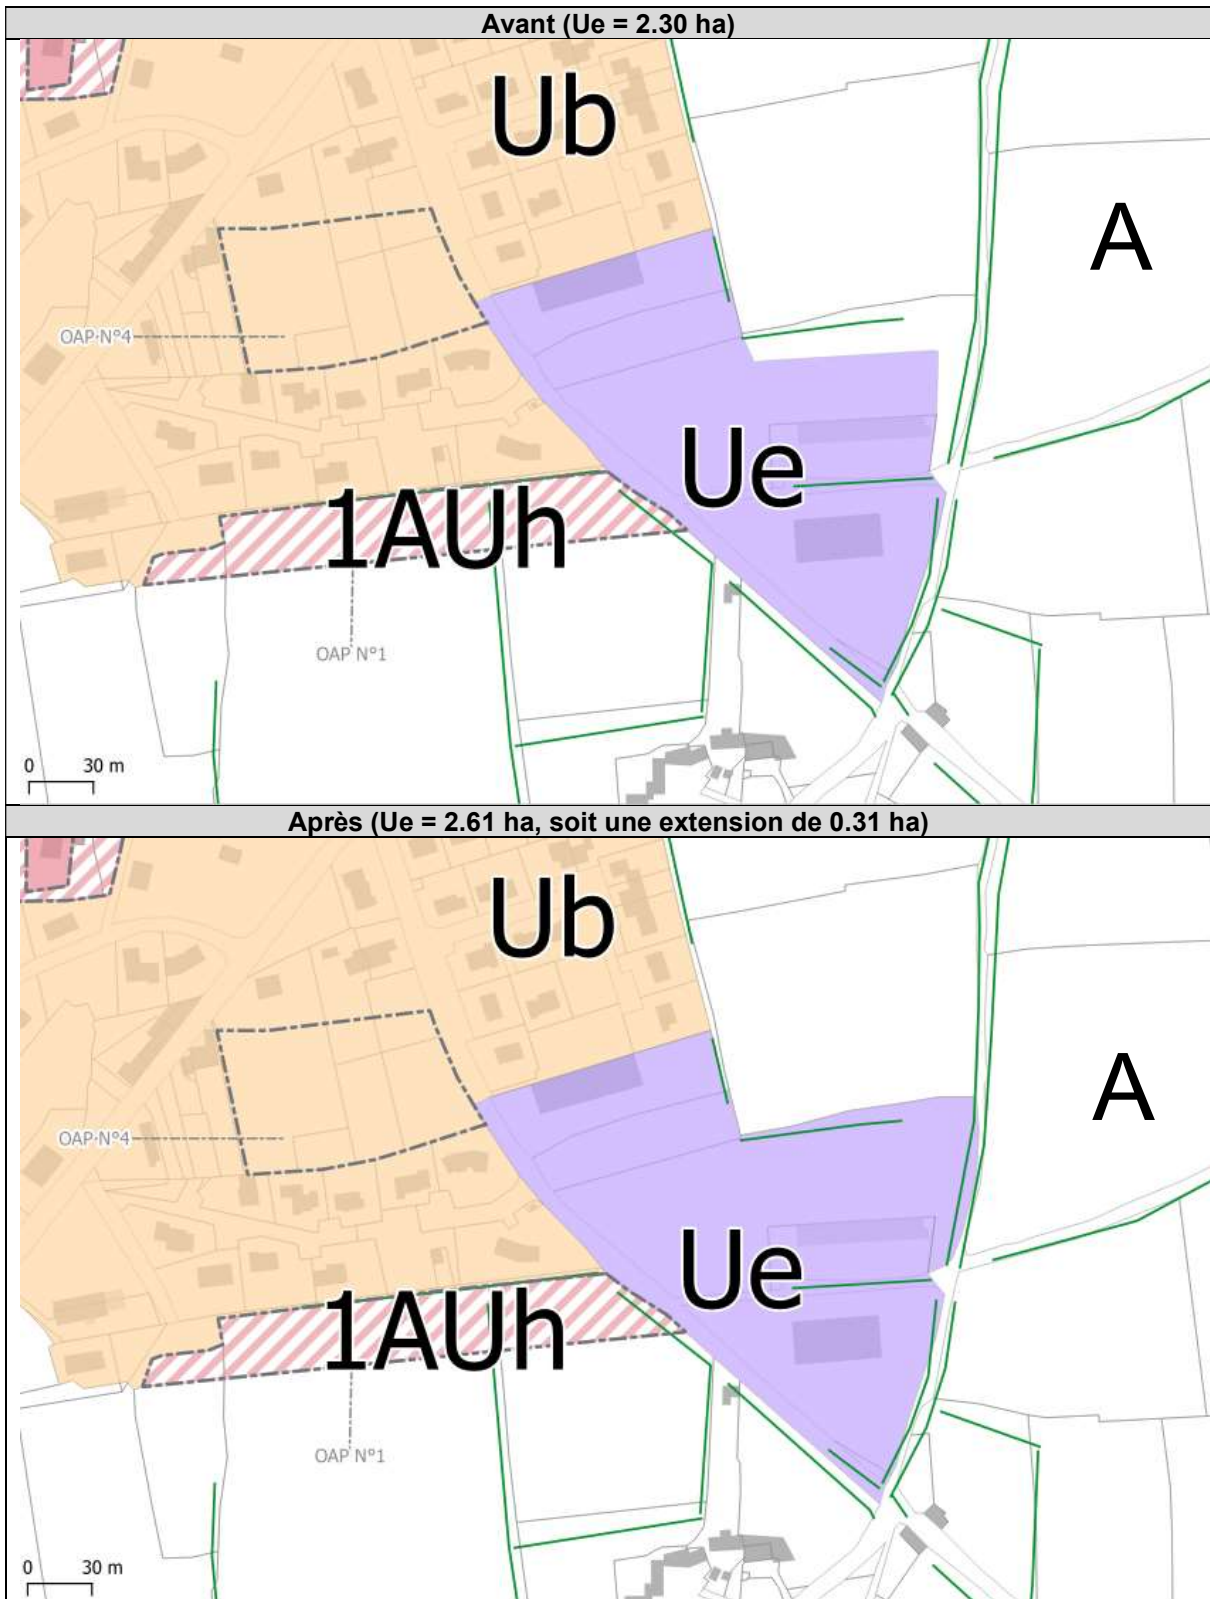 Avant (Ue = 2.30 ha)
Ub
A
OAP N°4
Ue
1AUh
OAP N°1
0 30 m
Après (Ue = 2.61 ha, soit une extension de 0.31 ha)
Ub
A
OAP N°4
Ue
1AUh
OAP N°1
0 30 m